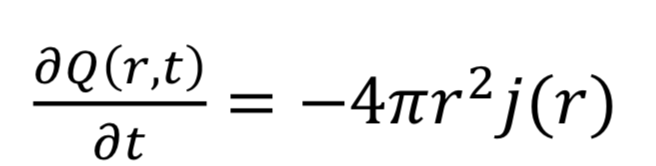 ∂Q(r,t)/∂t = −4πr²j(r)